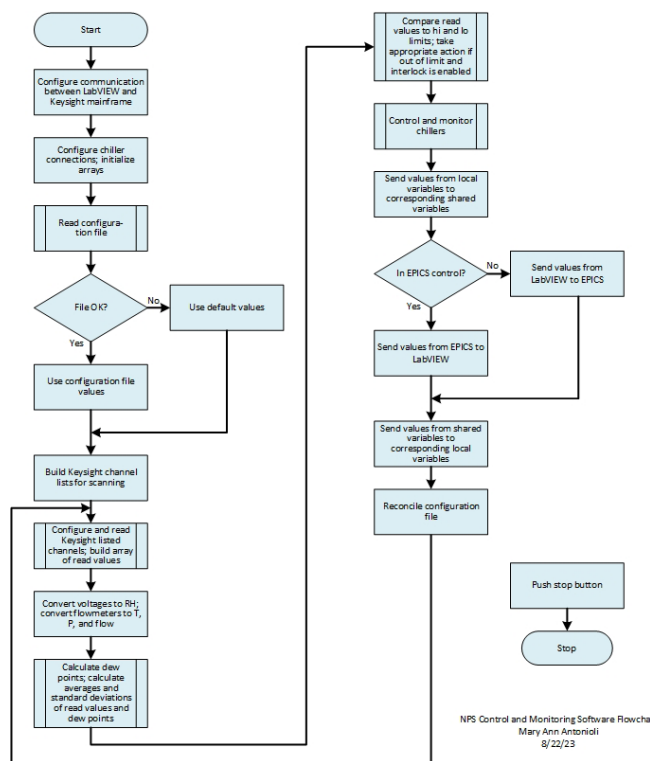 Start
Configure communication
between LabVIEW and
Keysight mainframe
Configure chiller
connections; initialize
arrays
Read configura-
tion file
File OK?
No
Use default values
Yes
Use configuration file
values
Build Keysight channel
lists for scanning
Configure and read
Keysight listed
channels; build array
of read values
Convert voltages to RH;
convert flowmeters to T,
P, and flow
Calculate dew
points; calculate
averages and
standard deviations
of read values and
dew points
Compare read
values to hi and lo
limits; take
appropriate action if
out of limit and
interlock is enabled
Control and monitor
chillers
Send values from local
variables to
corresponding shared
variables
In EPICS control?
No
Send values from
LabVIEW to EPICS
Yes
Send values from EPICS to
LabVIEW
Send values from shared
variables to
corresponding local
variables
Reconcile configuration
file
Push stop button
Stop
NPS Control and Monitoring Software Flowcha
Mary Ann Antonioli
8/22/23